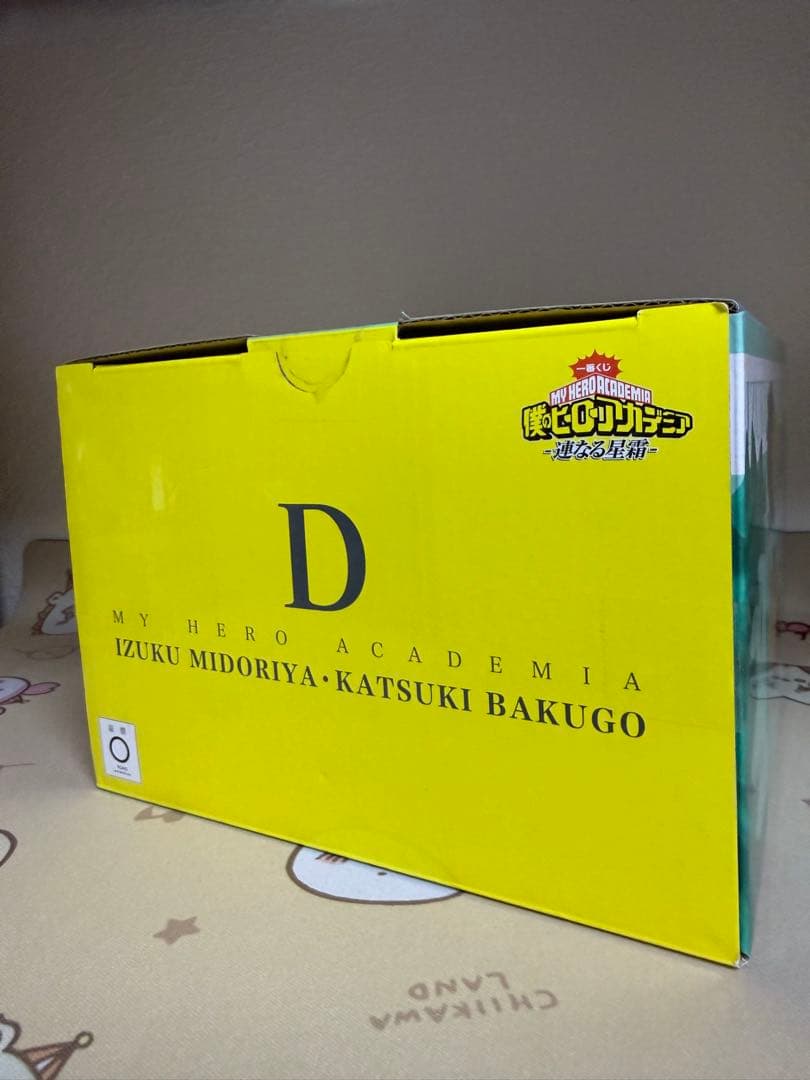 一番くじ
MY HERO ACADEMIA
僕のヒーローアカデミア
-連なる星霜-
D
MY HERO ACADEMIA
IZUKU MIDORIYA・KATSUKI BAKUGO
CHIIKAWA
LAND